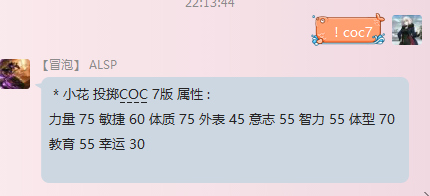 22:13:44
！coc7
【冒泡】ALSP
* 小花 投掷COC 7版 属性：
力量 75 敏捷 60 体质 75 外表 45 意志 55 智力 55 体型 70
教育 55 幸运 30